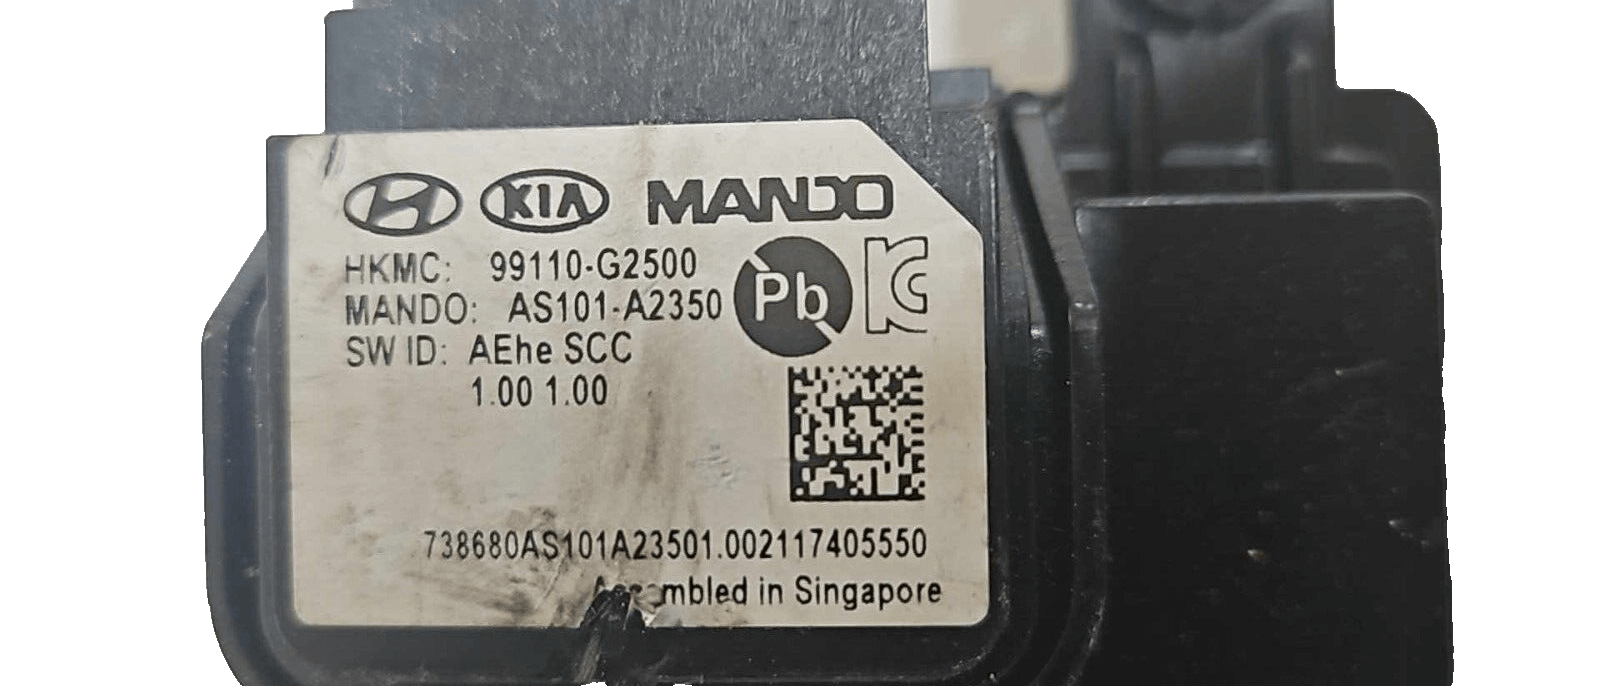 KIA MANDO
HKMC: 99110-G2500
MANDO: AS101-A2350
Pb
SW ID: AEhe SCC
1.00 1.00
738680AS101A23501.002117405550
in Singapore